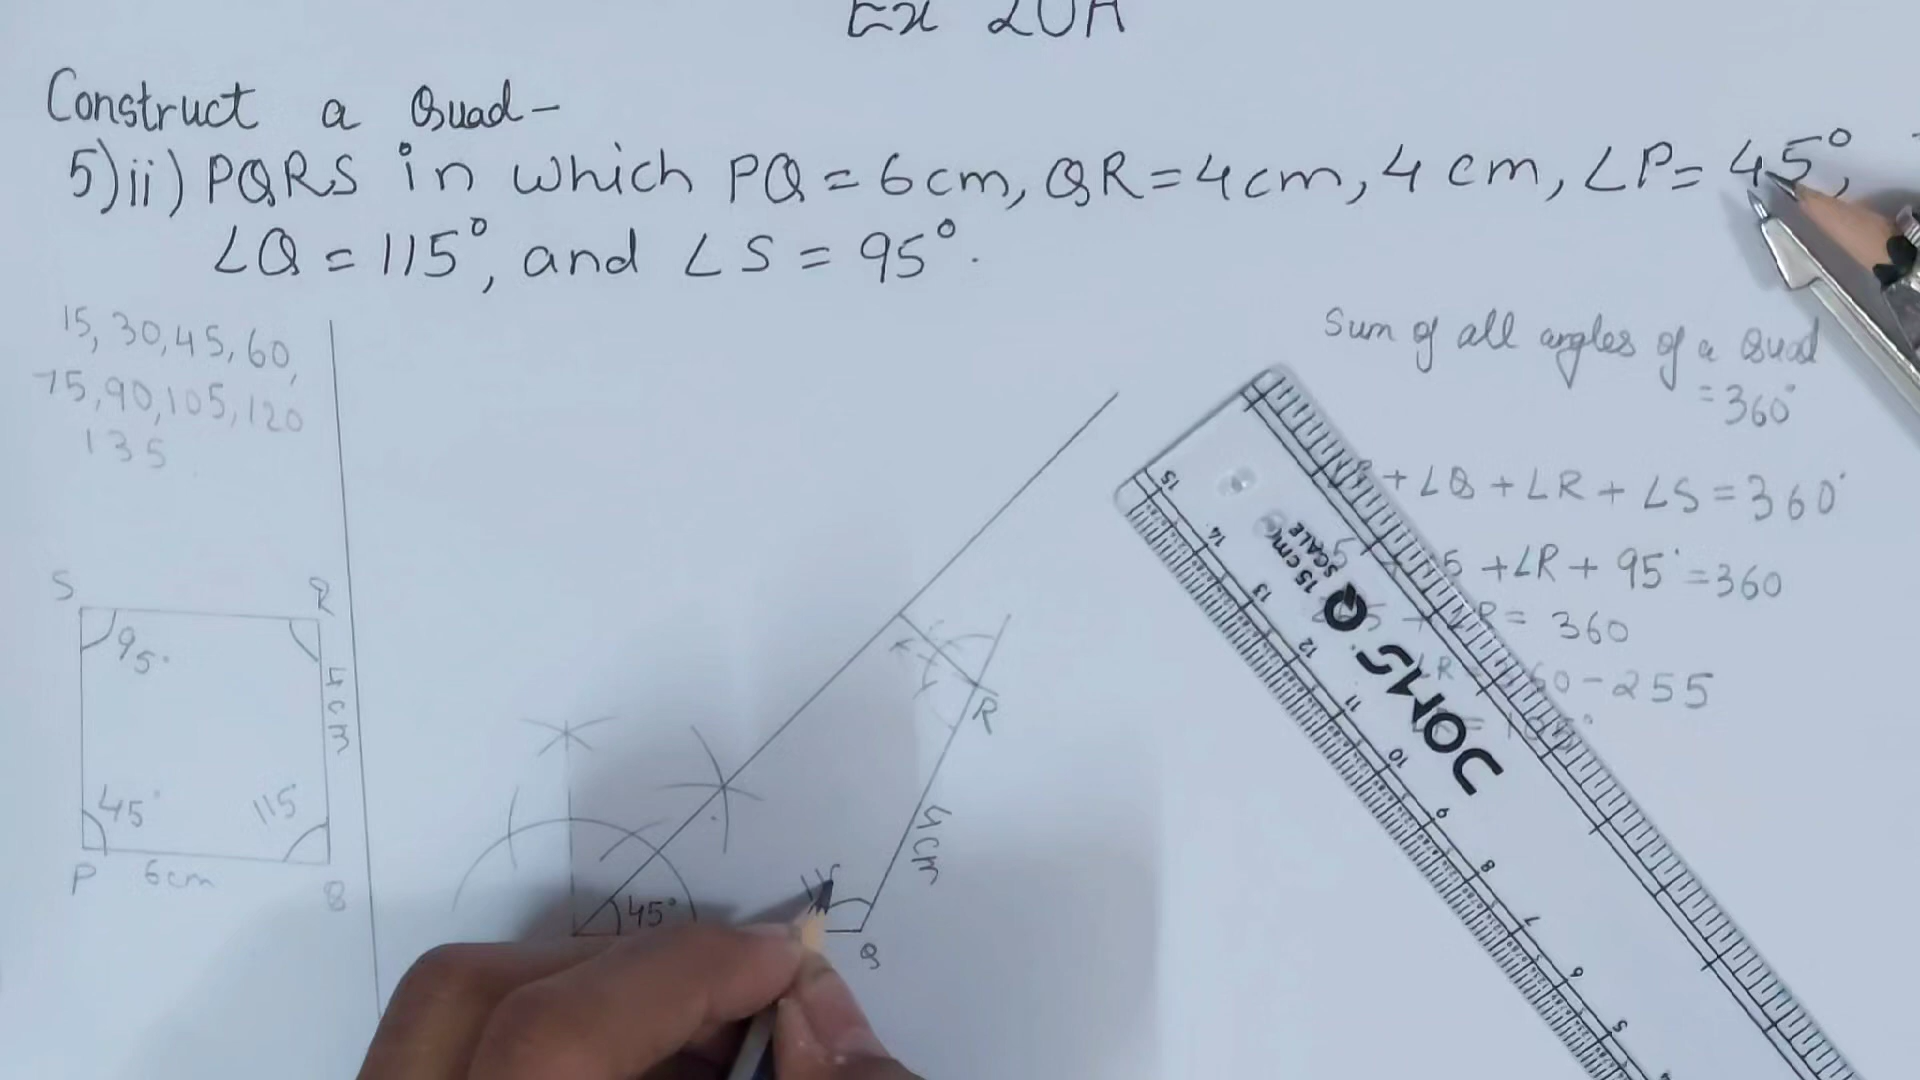 Ex 20A
Construct a Quad-
5)ii) PQRS in which PQ = 6cm, QR = 4cm, 4 cm, ∠P = 45°,
∠Q = 115°, and ∠S = 95°.
15, 30, 45, 60,
75, 90, 105, 120
135
Sum of all angles of a Quad
= 360°
+ ∠Q + ∠R + ∠S = 360°
5 + ∠R + 95° = 360
R = 360
R = 60 - 255
S
R
95°
4cm
45°
115°
P
6cm
Q
R
4cm
45°
Q
15 cm
SCALE
DOMS Q
15
14
13
12
11
10
9
8
7
6
5